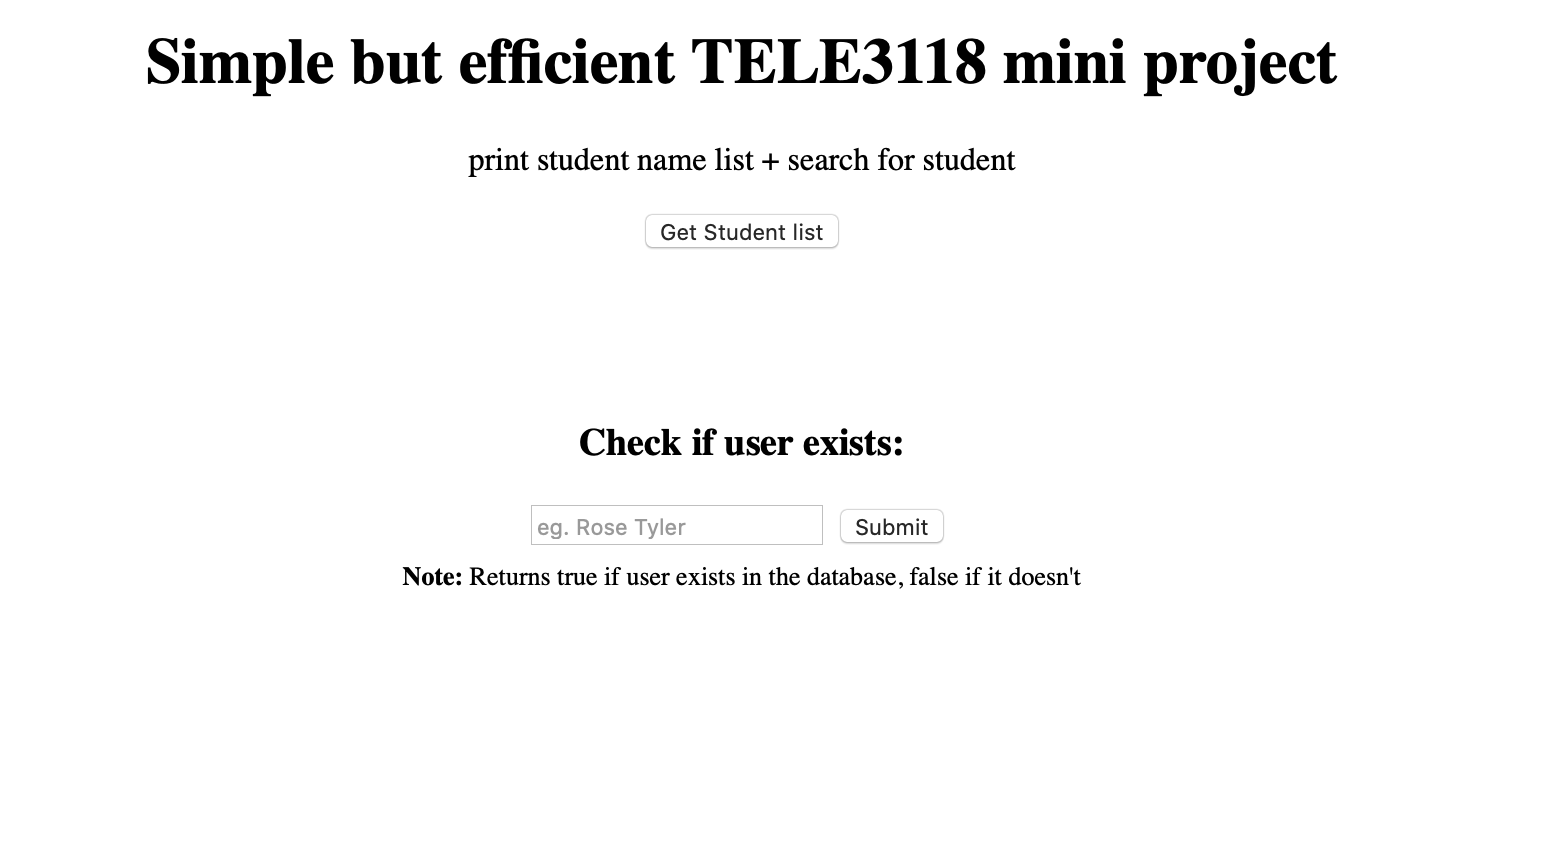 Simple but efficient TELE3118 mini project
print student name list + search for student
Get Student list
Check if user exists:
eg. Rose Tyler Submit
Note: Returns true if user exists in the database, false if it doesn't